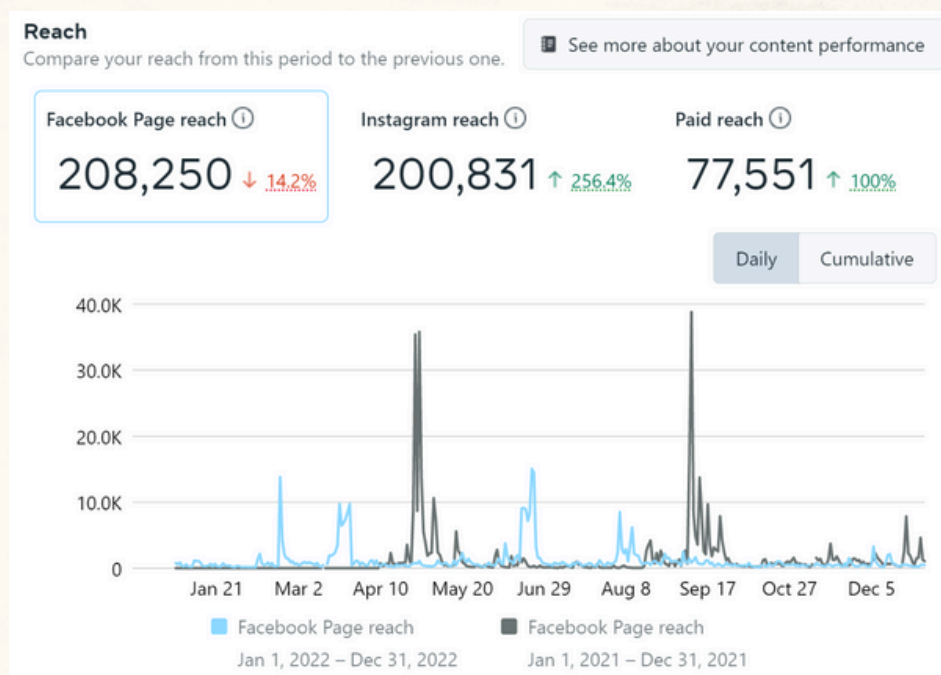 Reach
Compare your reach from this period to the previous one.
See more about your content performance
Facebook Page reach
208,250 ↓ 14.2%
Instagram reach
200,831 ↑ 256.4%
Paid reach
77,551 ↑ 100%
Daily Cumulative
40.0K
30.0K
20.0K
10.0K
0
Jan 21 Mar 2 Apr 10 May 20 Jun 29 Aug 8 Sep 17 Oct 27 Dec 5
Facebook Page reach
Jan 1, 2022 – Dec 31, 2022
Facebook Page reach
Jan 1, 2021 – Dec 31, 2021